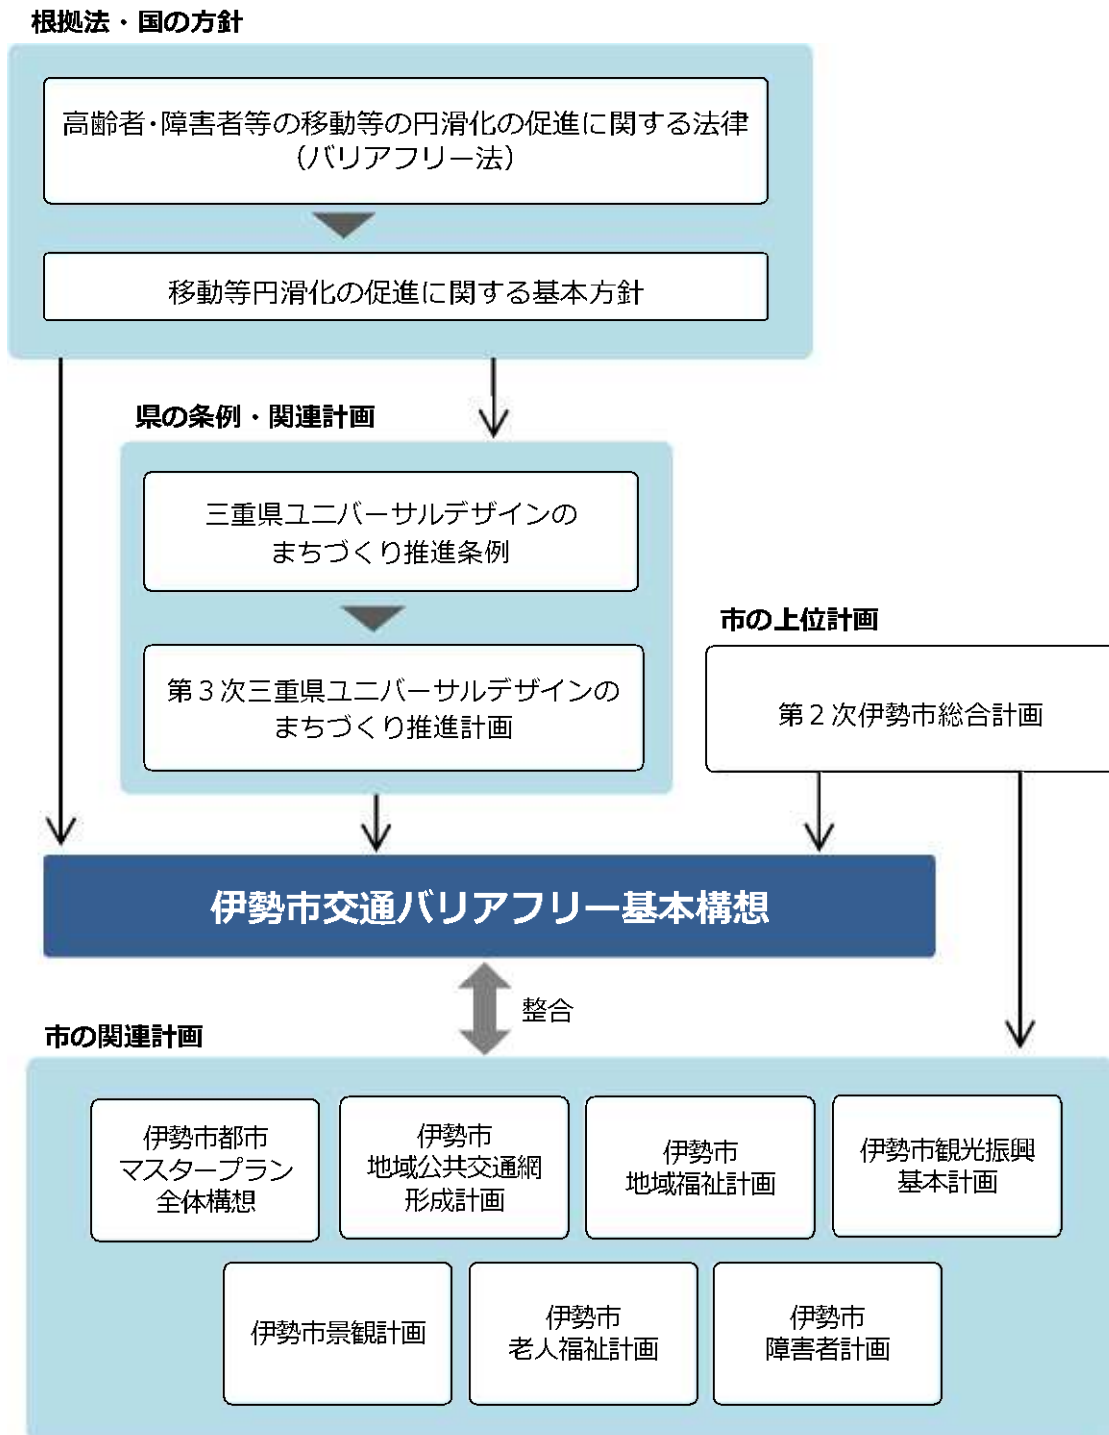 根拠法・国の方針
高齢者・障害者等の移動等の円滑化の促進に関する法律
（バリアフリー法）
移動等円滑化の促進に関する基本方針
県の条例・関連計画
三重県ユニバーサルデザインの
まちづくり推進条例
第３次三重県ユニバーサルデザインの
まちづくり推進計画
市の上位計画
第２次伊勢市総合計画
伊勢市交通バリアフリー基本構想
整合
市の関連計画
伊勢市都市
マスタープラン
全体構想
伊勢市
地域公共交通網
形成計画
伊勢市
地域福祉計画
伊勢市観光振興
基本計画
伊勢市景観計画
伊勢市
老人福祉計画
伊勢市
障害者計画